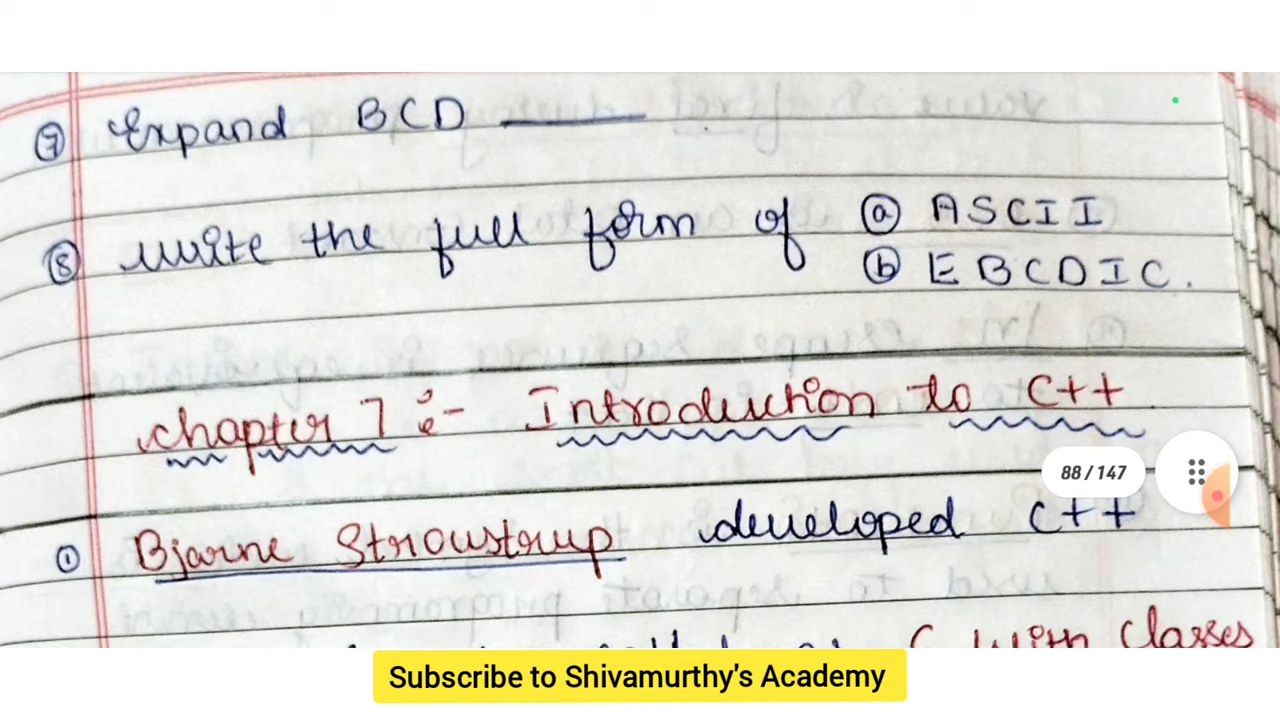 ⑦ Expand BCD ______
⑧ write the full form of ⓐ ASCII
ⓑ EBCDIC.
chapter 7 :- Introduction to C++
88 / 147
① Bjarne Stroustrup developed C++
C with classes
Subscribe to Shivamurthy's Academy